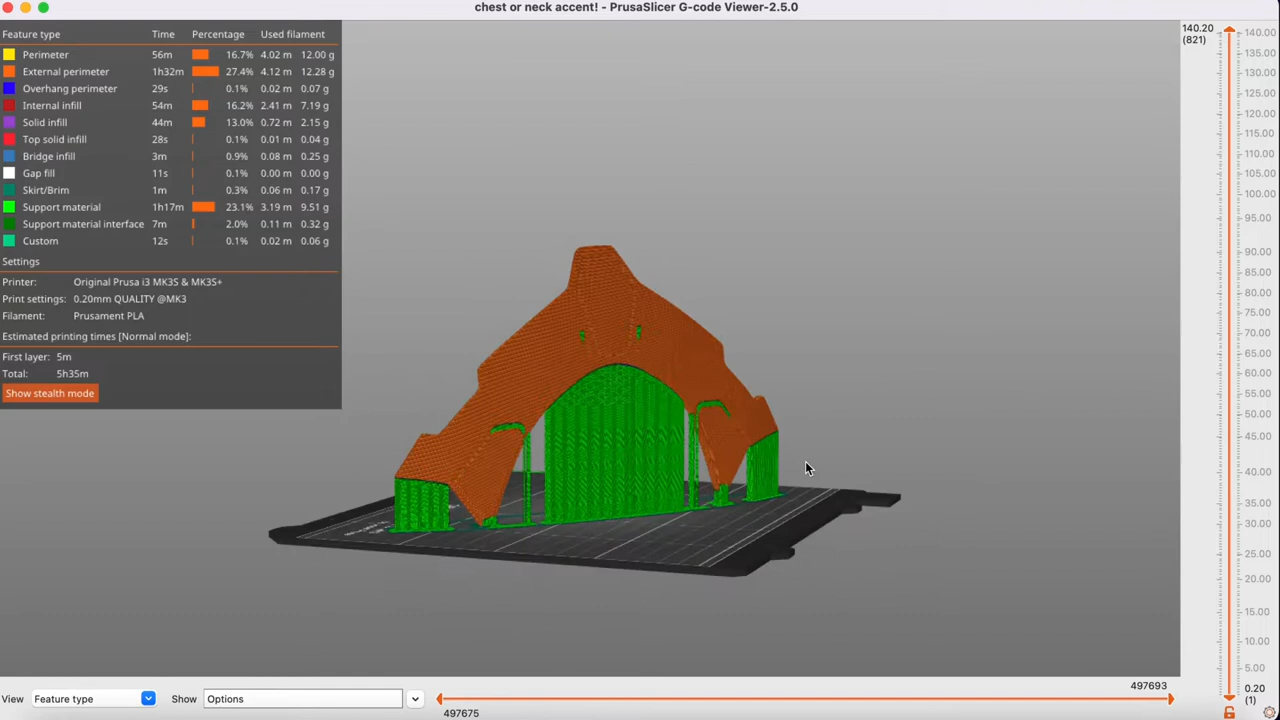 chest or neck accent! - PrusaSlicer G-code Viewer-2.5.0
Feature type Time Percentage Used filament
Perimeter 56m 16.7% 4.02 m 12.00 g
External perimeter 1h32m 27.4% 4.12 m 12.28 g
Overhang perimeter 29s 0.1% 0.02 m 0.07 g
Internal infill 54m 16.2% 2.41 m 7.19 g
Solid infill 44m 13.0% 0.72 m 2.15 g
Top solid infill 28s 0.1% 0.01 m 0.04 g
Bridge infill 3m 0.9% 0.08 m 0.25 g
Gap fill 11s 0.1% 0.00 m 0.00 g
Skirt/Brim 1m 0.3% 0.06 m 0.17 g
Support material 1h17m 23.1% 3.19 m 9.51 g
Support material interface 7m 2.0% 0.11 m 0.32 g
Custom 12s 0.1% 0.02 m 0.06 g
Settings
Printer: Original Prusa i3 MK3S & MK3S+
Print settings: 0.20mm QUALITY @MK3
Filament: Prusament PLA
Estimated printing times [Normal mode]:
First layer: 5m
Total: 5h35m
Show stealth mode
140.20
(821)
140.00
135.00
130.00
125.00
120.00
115.00
110.00
105.00
100.00
95.00
90.00
85.00
80.00
75.00
70.00
65.00
60.00
55.00
50.00
45.00
40.00
35.00
30.00
25.00
20.00
15.00
10.00
5.00
0.20
(1)
View Feature type Show Options
497693
497675